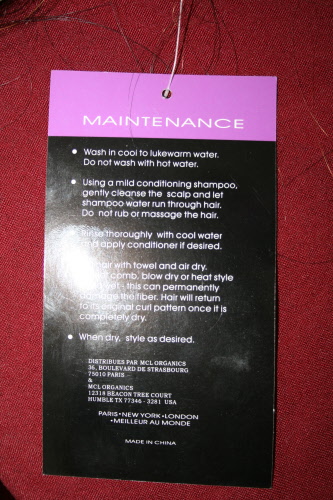 MAINTENANCE
• Wash in cool to lukewarm water.
Do not wash with hot water.
• Using a mild conditioning shampoo,
gently cleanse the scalp and let
shampoo water run through hair.
Do not rub or massage the hair.
Rinse thoroughly with cool water
and apply conditioner if desired.
hair with towel and air dry.
comb, blow dry or heat style
wet - this can permanently
damage the fiber. Hair will return
to its original curl pattern once it is
completely dry.
• When dry, style as desired.
DISTRIBUES PAR MCL ORGANICS
36, BOULEVARD DE STRASBOURG
75010 PARIS
&
MCL ORGANICS
12318 BEACON TREE COURT
HUMBLE TX 77346 - 3281 USA
PARIS•NEW YORK•LONDON
•MEILLEUR AU MONDE
MADE IN CHINA